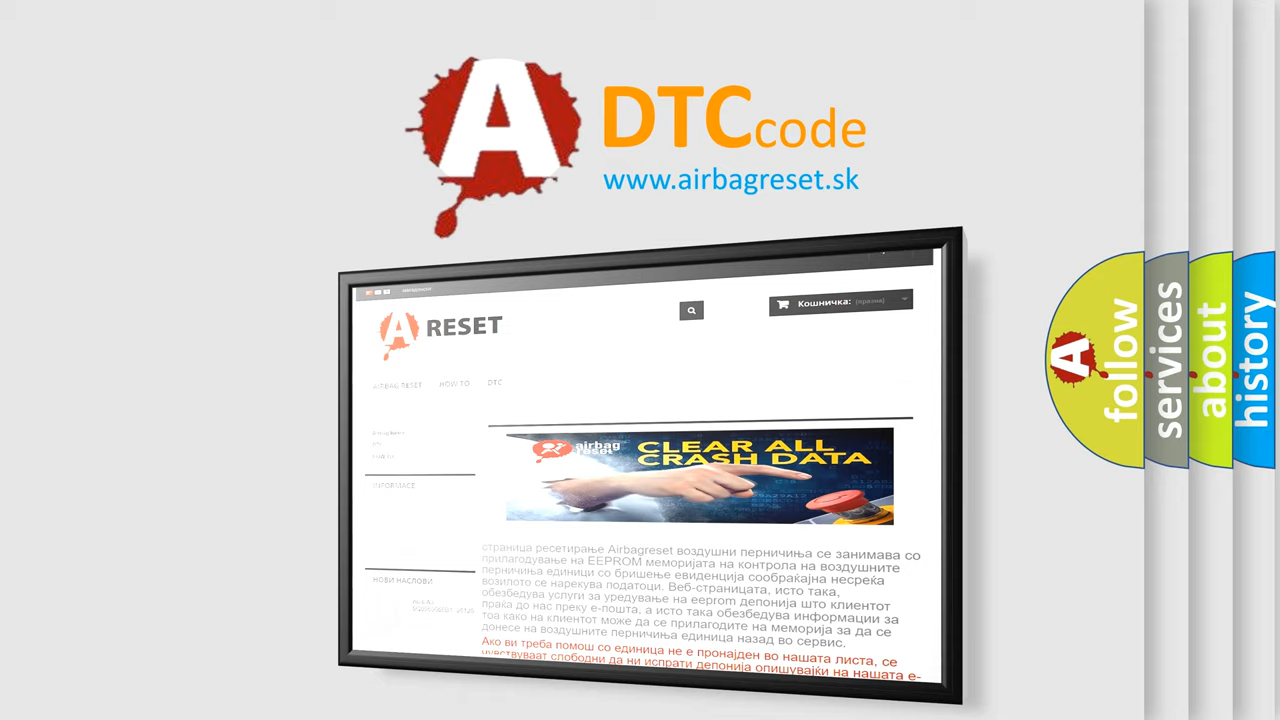 A
DTC code
www.airbagreset.sk
A RESET
Кошничка: (празна)
AIRBAG RESET HOW TO DTC
INFORMACE
airbag
reset
CLEAR ALL
CRASH DATA
НОВИ НАСЛОВИ
страница ресетирање Airbagreset воздушни перничиња се занимава со
прилагодување на EEPROM меморијата на контрола на воздушните
перничиња единици со бришење евиденција сообраќајна несреќа
возилото се нарекува податоци. Веб-страницата, исто така,
обезбедува услуги за уредување на eeprom депонија што клиентот
праќа до нас преку е-пошта, а исто така обезбедува информации за
тоа како на клиентот може да се прилагодите на меморија за да се
донесе на воздушните перничиња единица назад во сервис.
Ако ви треба помош со единица не е пронајден во нашата листа, се
чувствуваат слободни да ни испрати депонија опишувајќи на нашата е-
A
follow
services
about
history